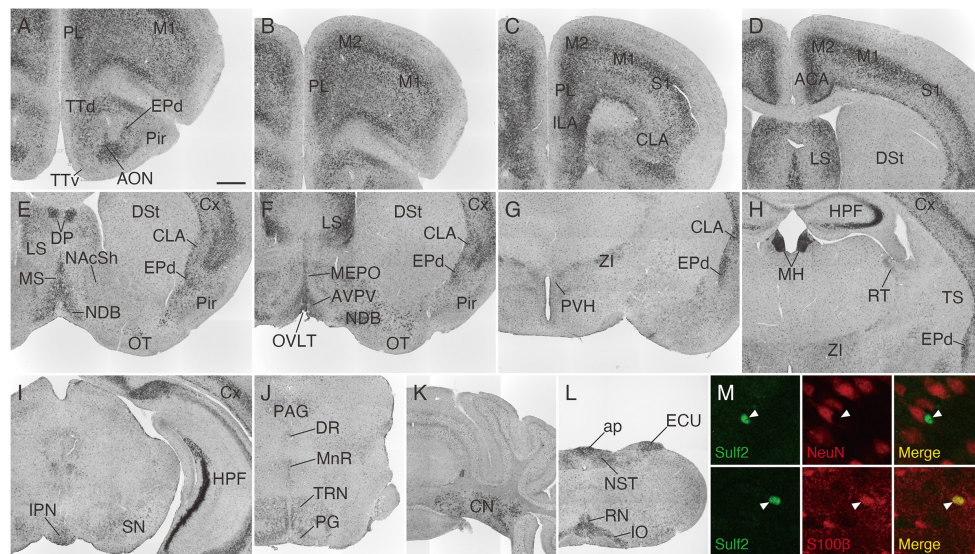 A
PL
M1
TTd
EPd
Pir
TTv
AON
B
M2
M1
PL
C
M2
M1
S1
PL
ILA
CLA
D
M2
M1
ACA
S1
LS
DSt
E
DSt
Cx
DP
LS
CLA
NAcSh
EPd
MS
Pir
NDB
OT
F
LS
DSt
Cx
CLA
MEPO
EPd
AVPV
Pir
NDB
OVLT
OT
G
CLA
ZI
EPd
PVH
H
HPF
Cx
MH
RT
TS
EPd
ZI
I
Cx
HPF
IPN
SN
J
PAG
DR
MnR
TRN
PG
K
CN
L
ap
ECU
NST
RN
IO
M
Sulf2
NeuN
Merge
Sulf2
S100β
Merge